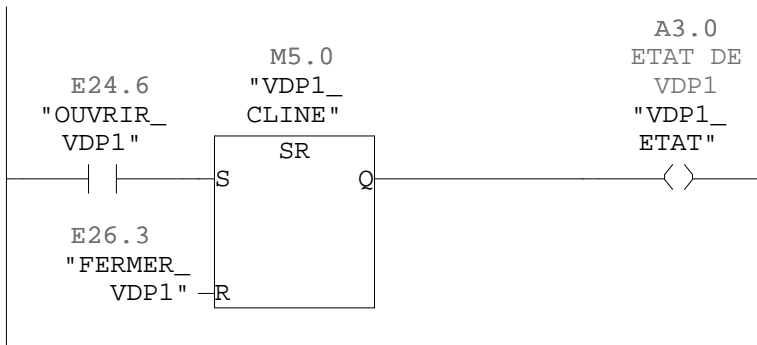 A3.0
M5.0
ETAT DE
E24.6
"VDP1_
VDP1
"OUVRIR_
CLINE"
"VDP1_
VDP1"
SR
ETAT"
S
Q
E26.3
"FERMER_
VDP1"
R